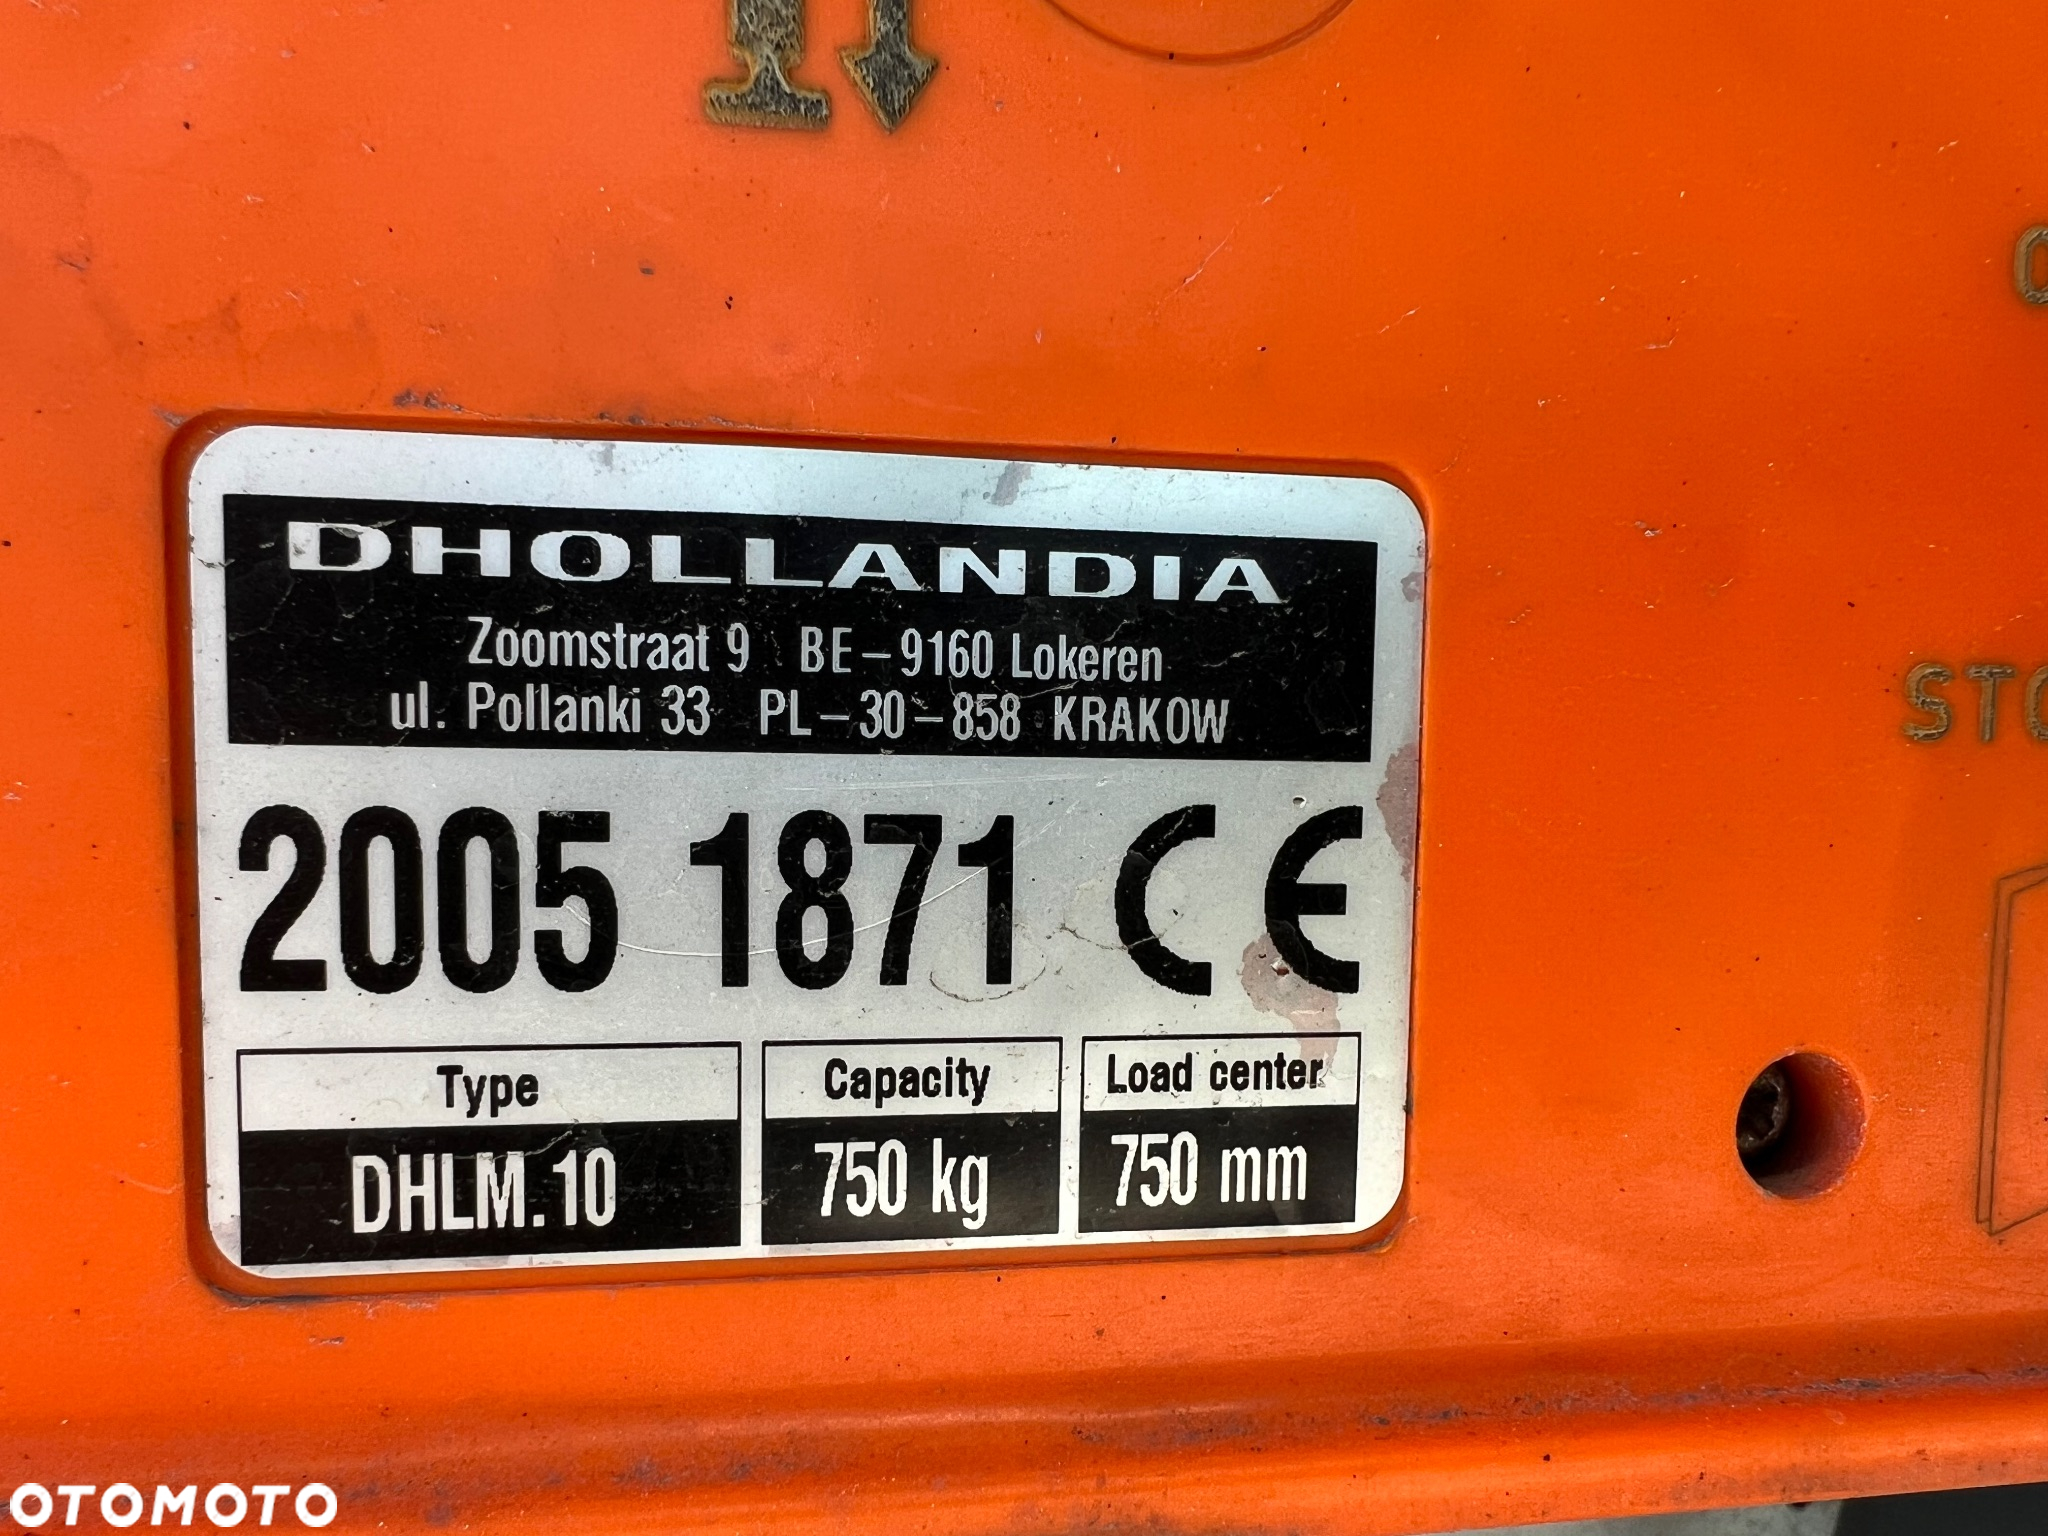 DHOLLANDIA
Zoomstraat 9 BE - 9160 Lokeren
ul. Pollanki 33 PL - 30 - 858 KRAKOW
2005 1871 CE
Type Capacity Load center
DHLM.10 750 kg 750 mm
OTOMOTO